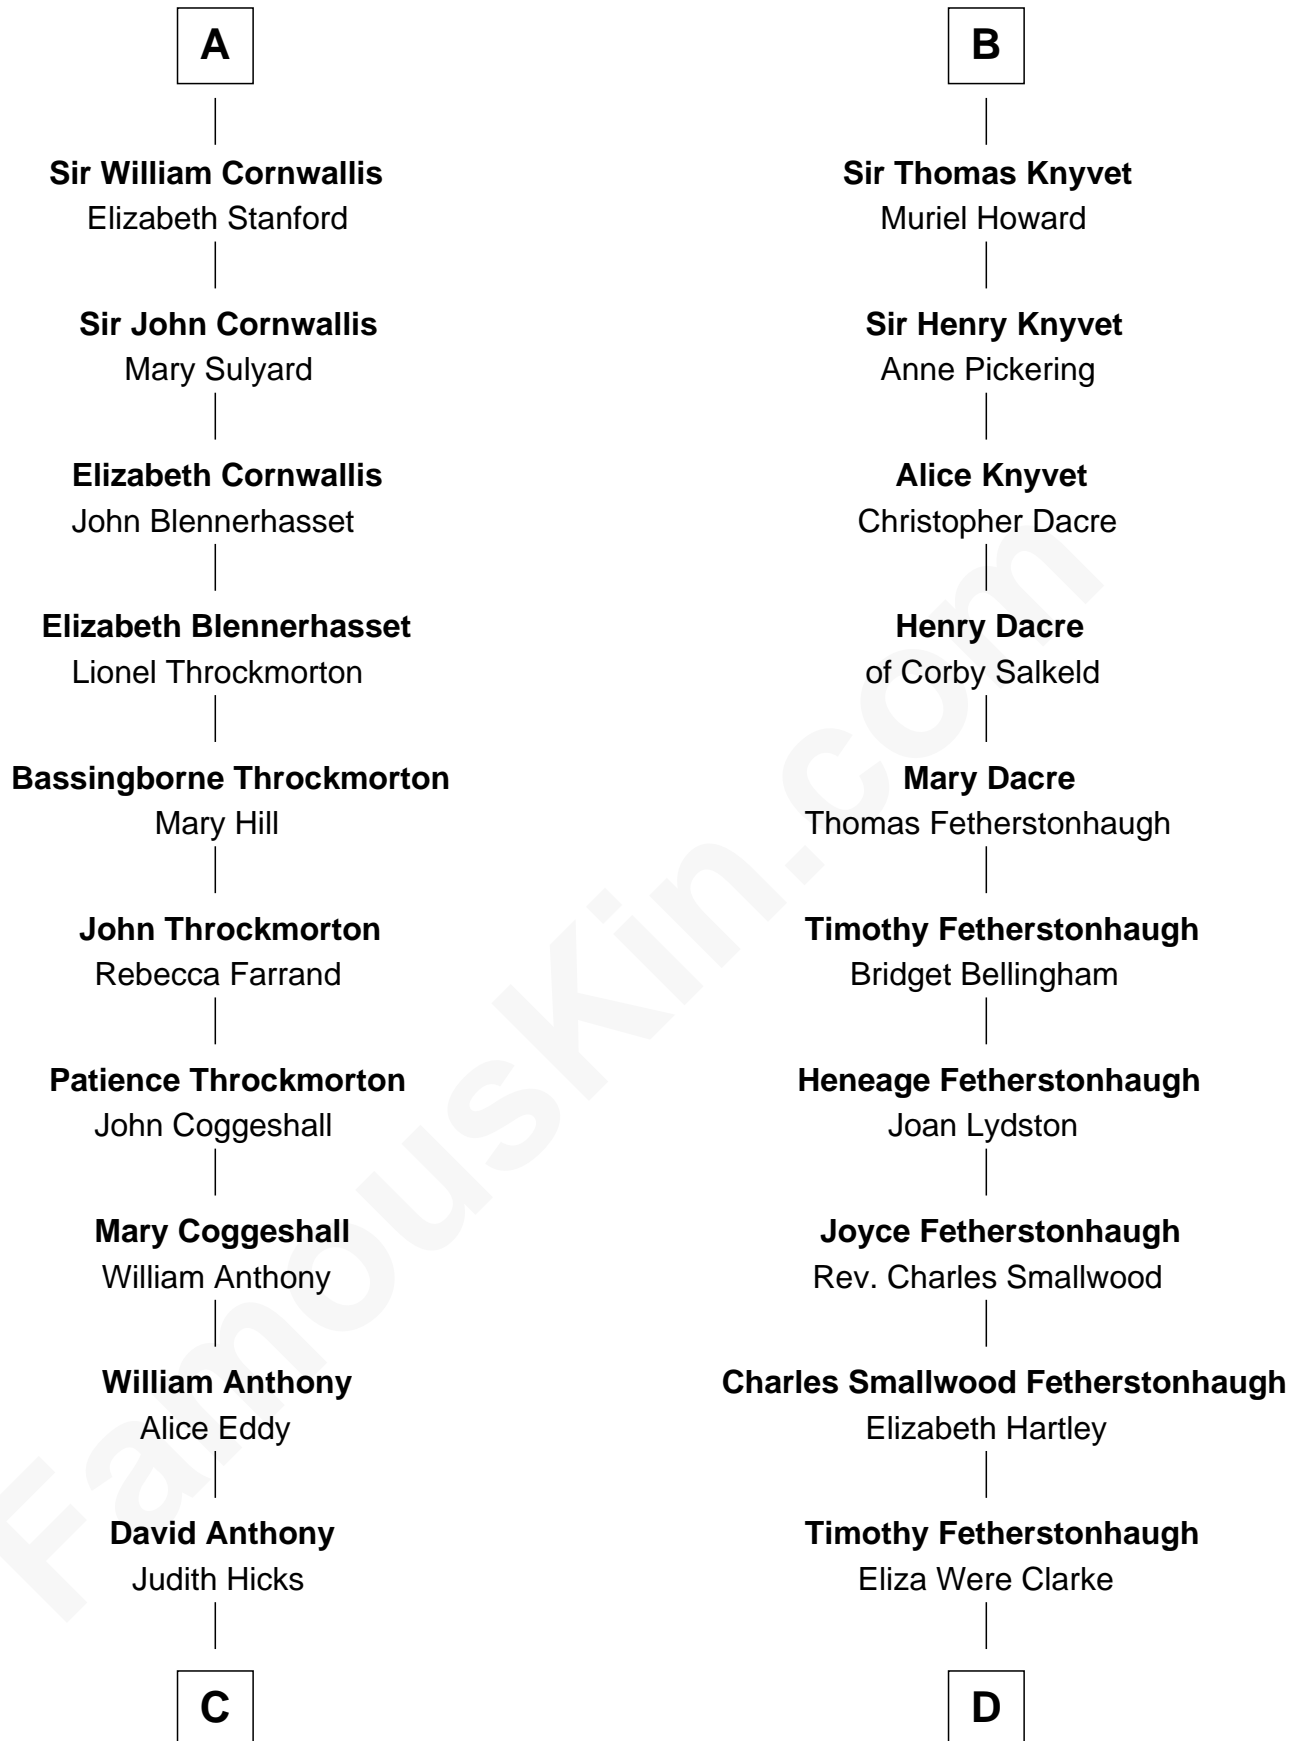 A
Sir William Cornwallis
Elizabeth Stanford
Sir John Cornwallis
Mary Sulyard
Elizabeth Cornwallis
John Blennerhasset
Elizabeth Blennerhasset
Lionel Throckmorton
Bassingborne Throckmorton
Mary Hill
John Throckmorton
Rebecca Farrand
Patience Throckmorton
John Coggeshall
Mary Coggeshall
William Anthony
William Anthony
Alice Eddy
David Anthony
Judith Hicks
C
B
Sir Thomas Knyvet
Muriel Howard
Sir Henry Knyvet
Anne Pickering
Alice Knyvet
Christopher Dacre
Henry Dacre
of Corby Salkeld
Mary Dacre
Thomas Fetherstonhaugh
Timothy Fetherstonhaugh
Bridget Bellingham
Heneage Fetherstonhaugh
Joan Lydston
Joyce Fetherstonhaugh
Rev. Charles Smallwood
Charles Smallwood Fetherstonhaugh
Elizabeth Hartley
Timothy Fetherstonhaugh
Eliza Were Clarke
D
FamousKin.com